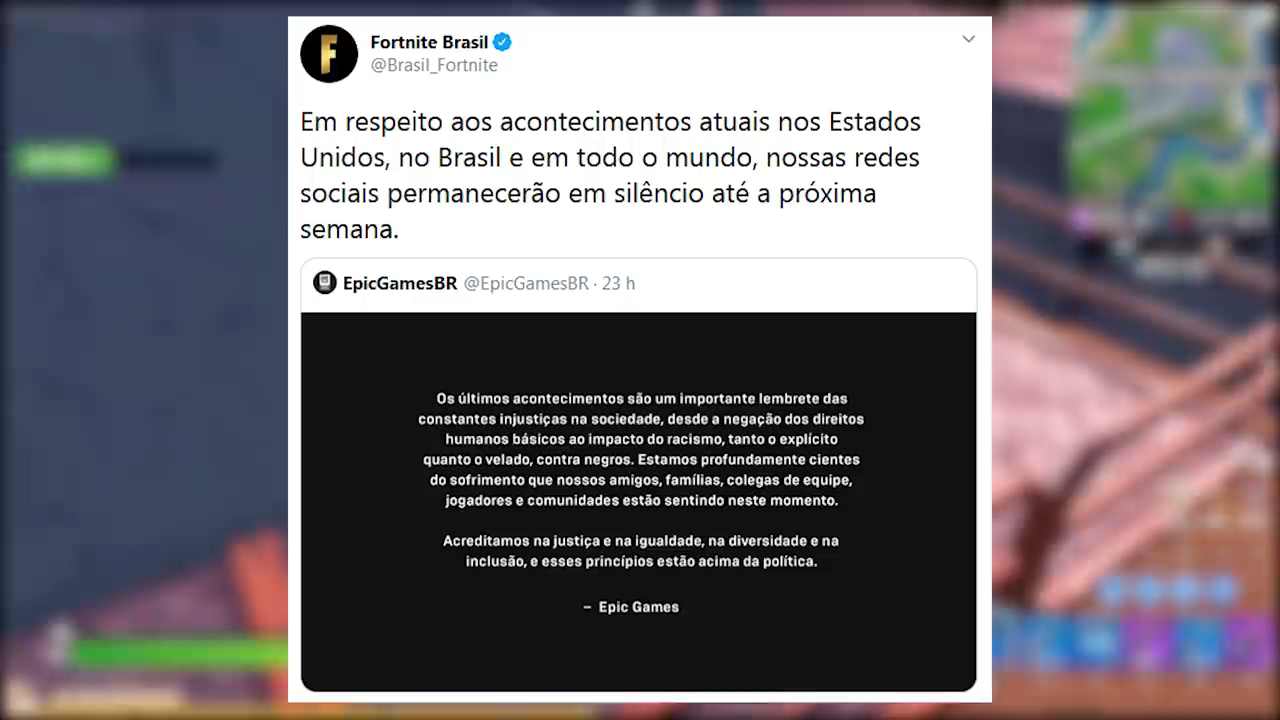 Fortnite Brasil
@Brasil_Fortnite
Em respeito aos acontecimentos atuais nos Estados
Unidos, no Brasil e em todo o mundo, nossas redes
sociais permanecerão em silêncio até a próxima
semana.
EpicGamesBR @EpicGamesBR · 23 h
Os últimos acontecimentos são um importante lembrete das
constantes injustiças na sociedade, desde a negação dos direitos
humanos básicos ao impacto do racismo, tanto o explícito
quanto o velado, contra negros. Estamos profundamente cientes
do sofrimento que nossos amigos, famílias, colegas de equipe,
jogadores e comunidades estão sentindo neste momento.
Acreditamos na justiça e na igualdade, na diversidade e na
inclusão, e esses princípios estão acima da política.
– Epic Games